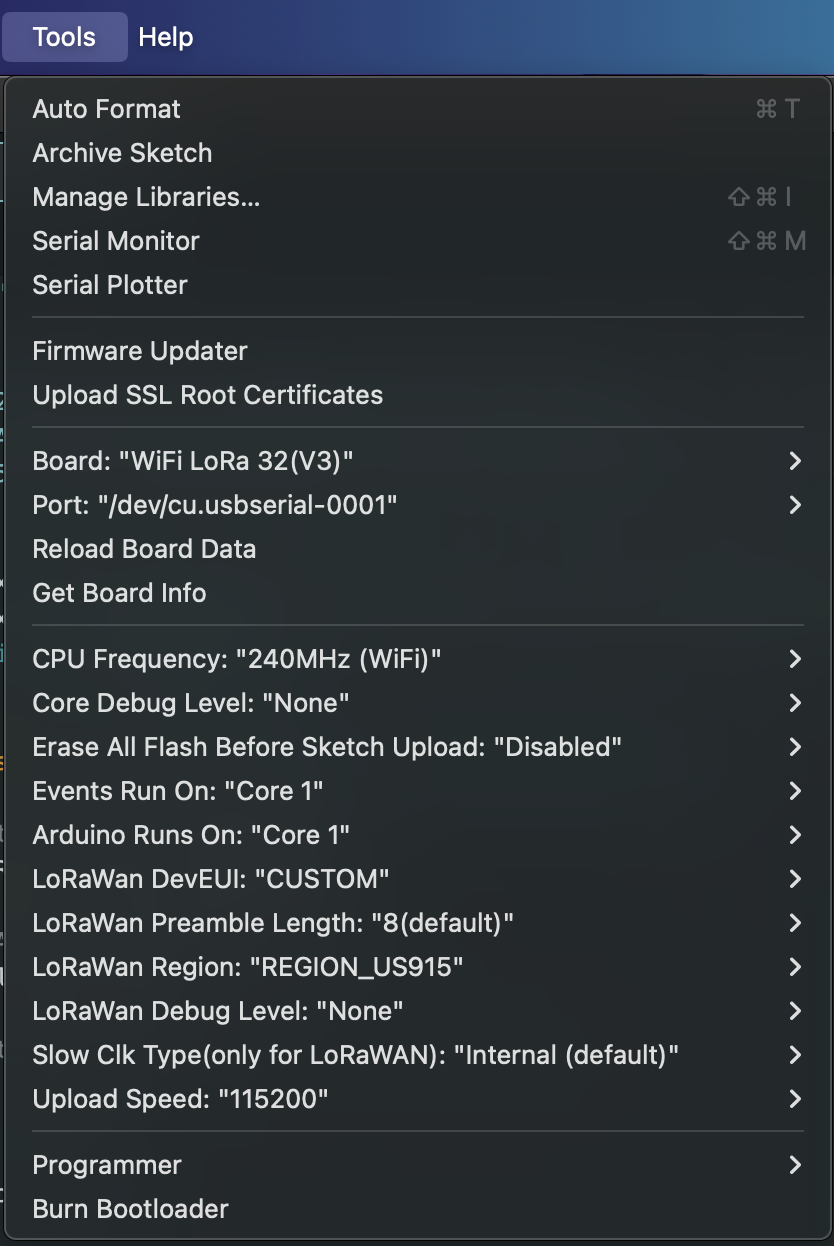 Tools Help
Auto Format ⌘ T
Archive Sketch
Manage Libraries... ⇧ ⌘ I
Serial Monitor ⇧ ⌘ M
Serial Plotter
Firmware Updater
Upload SSL Root Certificates
Board: "WiFi LoRa 32(V3)"
Port: "/dev/cu.usbserial-0001"
Reload Board Data
Get Board Info
CPU Frequency: "240MHz (WiFi)"
Core Debug Level: "None"
Erase All Flash Before Sketch Upload: "Disabled"
Events Run On: "Core 1"
Arduino Runs On: "Core 1"
LoRaWan DevEUI: "CUSTOM"
LoRaWan Preamble Length: "8(default)"
LoRaWan Region: "REGION_US915"
LoRaWan Debug Level: "None"
Slow Clk Type(only for LoRaWAN): "Internal (default)"
Upload Speed: "115200"
Programmer
Burn Bootloader